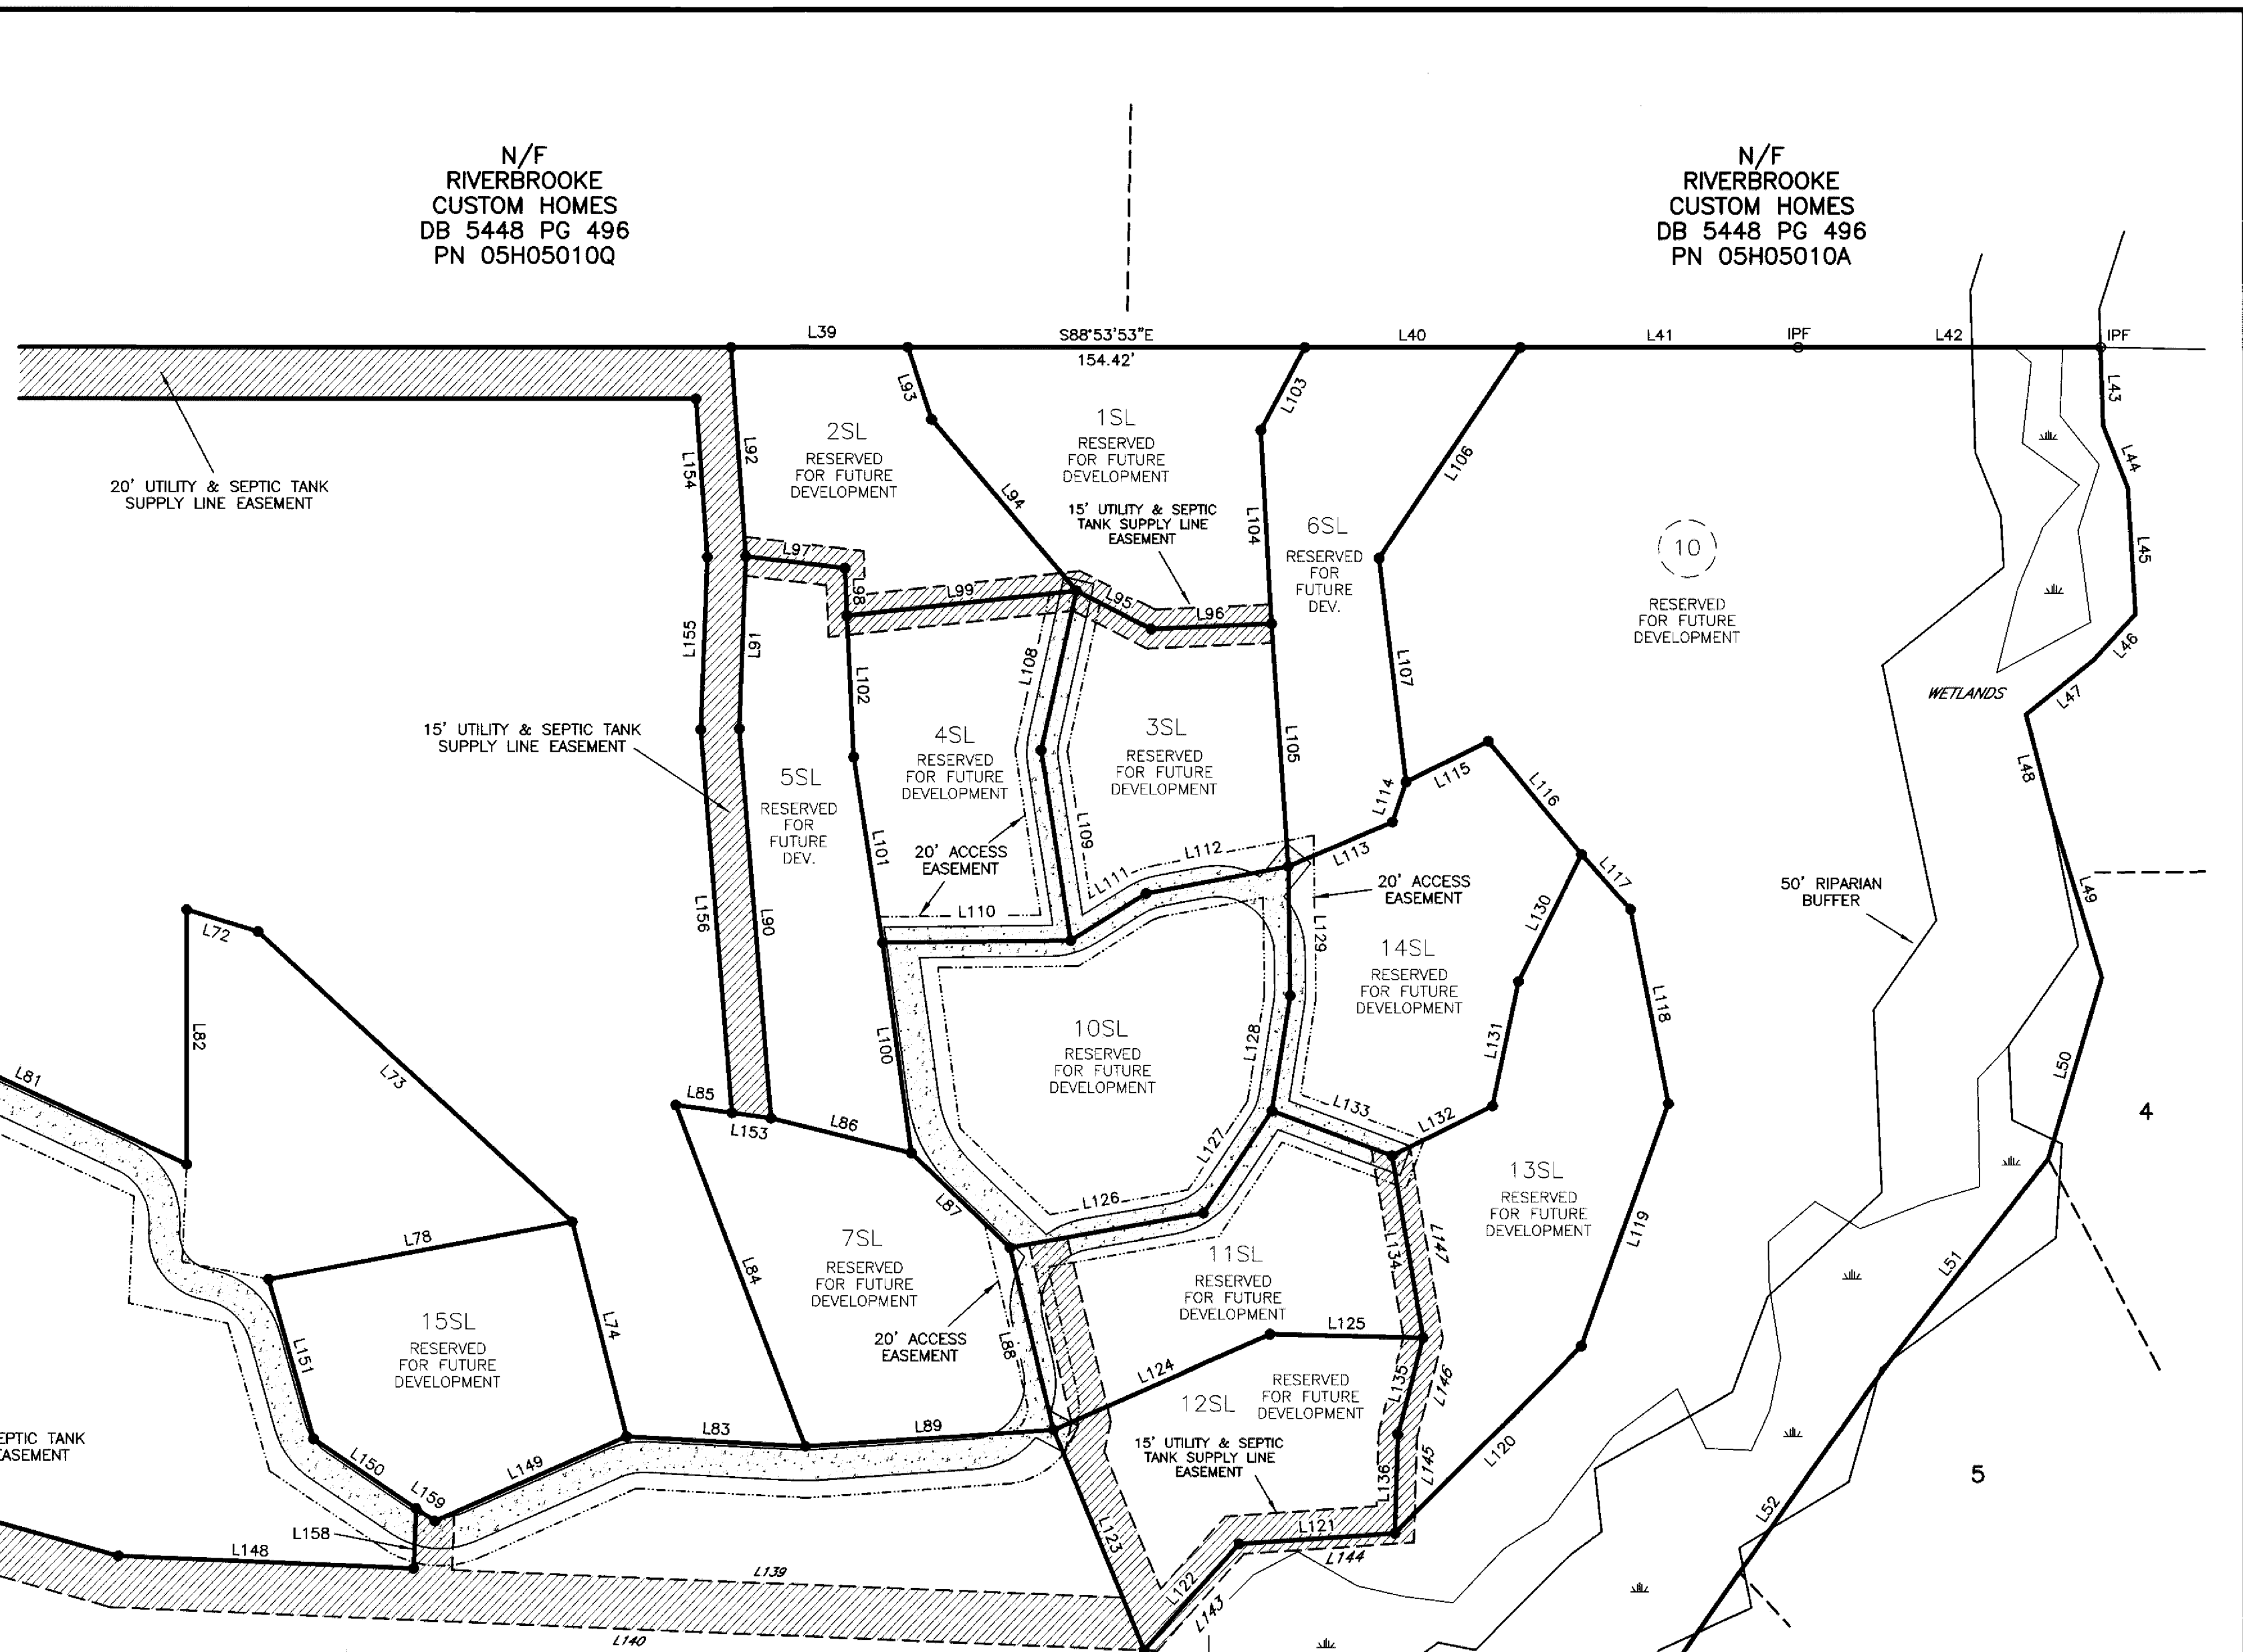 N/F
RIVERBROOKE
CUSTOM HOMES
DB 5448 PG 496
PN 05H05010Q
N/F
RIVERBROOKE
CUSTOM HOMES
DB 5448 PG 496
PN 05H05010A
L39
S88°53'53"E
154.42'
L40
L41
IPF
L42
IPF
L43
L44
L45
L46
L47
L48
L49
L50
L51
L52
20' UTILITY & SEPTIC TANK
SUPPLY LINE EASEMENT
L154
L92
2SL
RESERVED
FOR FUTURE
DEVELOPMENT
L93
L94
1SL
RESERVED
FOR FUTURE
DEVELOPMENT
15' UTILITY & SEPTIC
TANK SUPPLY LINE
EASEMENT
L103
L104
L106
6SL
RESERVED
FOR
FUTURE
DEV.
10
RESERVED
FOR FUTURE
DEVELOPMENT
WETLANDS
L97
L98
L99
L95
L96
L155
L91
L102
L108
L107
L105
15' UTILITY & SEPTIC TANK
SUPPLY LINE EASEMENT
5SL
RESERVED
FOR
FUTURE
DEV.
4SL
RESERVED
FOR FUTURE
DEVELOPMENT
3SL
RESERVED
FOR FUTURE
DEVELOPMENT
L114
L115
L116
L101
20' ACCESS
EASEMENT
L109
L111
L112
L113
L117
L110
20' ACCESS
EASEMENT
L129
L130
50' RIPARIAN
BUFFER
L72
L82
L73
L81
L156
L90
L100
10SL
RESERVED
FOR FUTURE
DEVELOPMENT
L128
14SL
RESERVED
FOR FUTURE
DEVELOPMENT
L131
L118
4
L85
L153
L86
L87
L127
L126
L133
L132
13SL
RESERVED
FOR FUTURE
DEVELOPMENT
L119
L78
L84
7SL
RESERVED
FOR FUTURE
DEVELOPMENT
20' ACCESS
EASEMENT
L88
11SL
RESERVED
FOR FUTURE
DEVELOPMENT
L134
L147
L151
15SL
RESERVED
FOR FUTURE
DEVELOPMENT
L74
L124
L125
L135
L146
12SL
RESERVED
FOR FUTURE
DEVELOPMENT
15' UTILITY & SEPTIC
TANK SUPPLY LINE
EASEMENT
L83
L89
L150
L149
L159
L158
L148
L123
L136
L145
L120
L121
L144
L122
L143
L139
L140
5
EPTIC TANK
ASEMENT